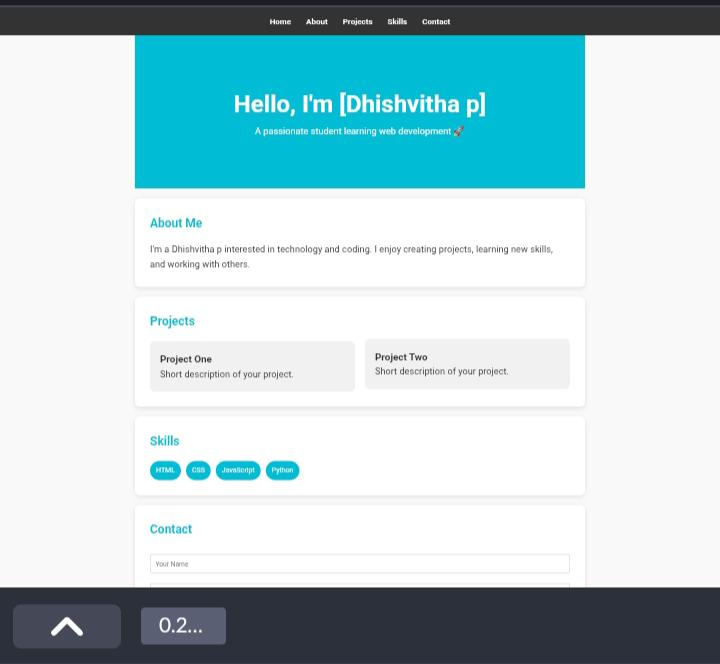 Home About Projects Skills Contact
Hello, I'm [Dhishvitha p]
A passionate student learning web development 🚀
About Me
I'm a Dhishvitha p interested in technology and coding. I enjoy creating projects, learning new skills,
and working with others.
Projects
Project One
Short description of your project.
Project Two
Short description of your project.
Skills
HTML CSS JavaScript Python
Contact
Your Name
0.2...